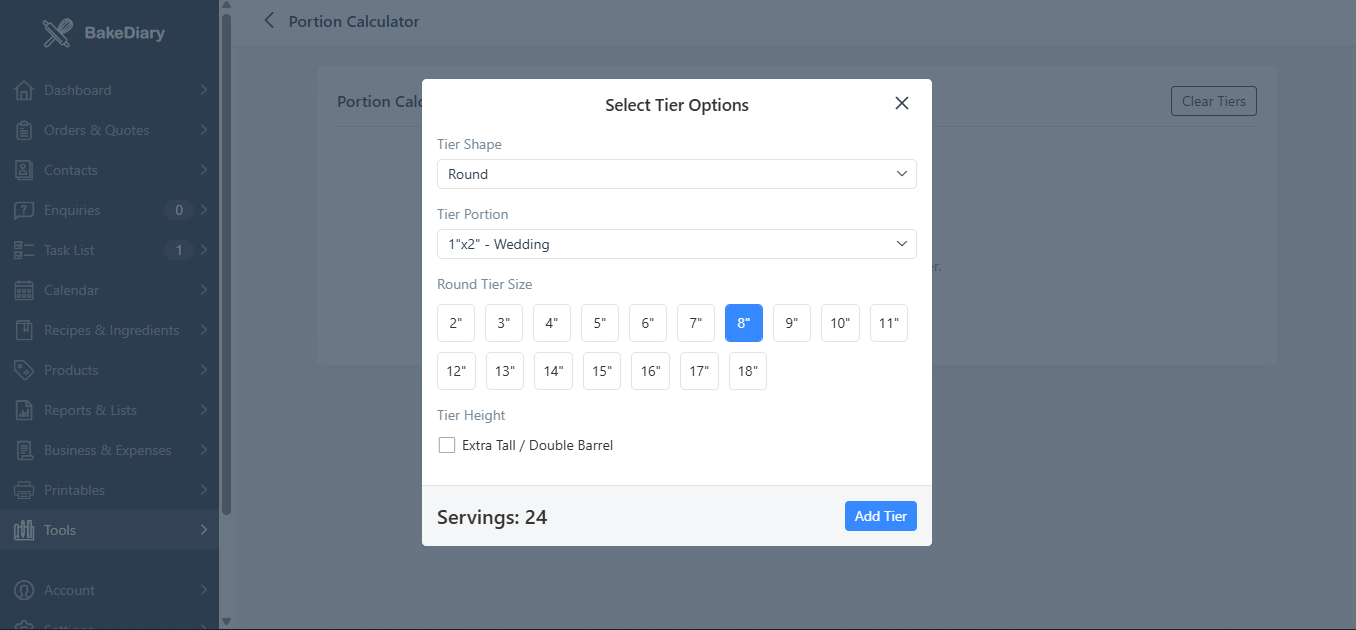 BakeDiary
Dashboard
Orders & Quotes
Contacts
Enquiries 0
Task List 1
Calendar
Recipes & Ingredients
Products
Reports & Lists
Business & Expenses
Printables
Tools
Account
Settings
Portion Calculator
Portion Calc
Clear Tiers
er.
Select Tier Options
Tier Shape
Round
Tier Portion
1"x2" - Wedding
Round Tier Size
2" 3" 4" 5" 6" 7" 8" 9" 10" 11"
12" 13" 14" 15" 16" 17" 18"
Tier Height
Extra Tall / Double Barrel
Servings: 24
Add Tier